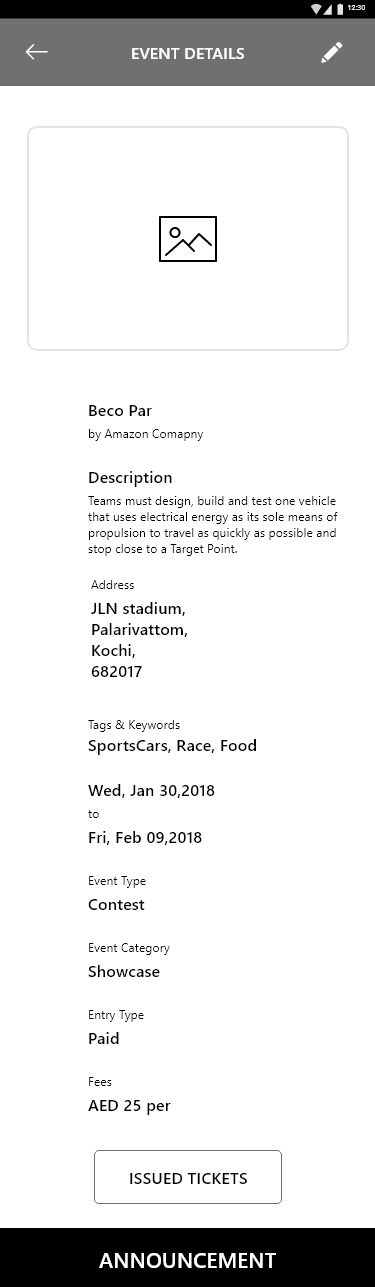 12:30
EVENT DETAILS
Beco Par
by Amazon Comapny
Description
Teams must design, build and test one vehicle
that uses electrical energy as its sole means of
propulsion to travel as quickly as possible and
stop close to a Target Point.
Address
JLN stadium,
Palarivattom,
Kochi,
682017
Tags & Keywords
SportsCars, Race, Food
Wed, Jan 30,2018
to
Fri, Feb 09,2018
Event Type
Contest
Event Category
Showcase
Entry Type
Paid
Fees
AED 25 per
ISSUED TICKETS
ANNOUNCEMENT